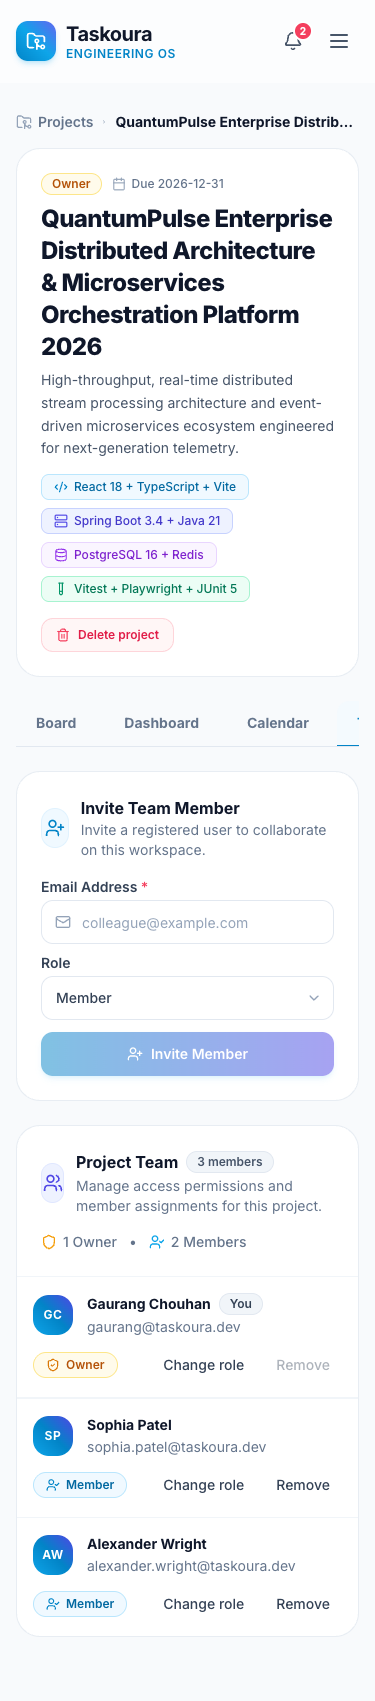 Taskoura
2
ENGINEERING OS
Projects
QuantumPulse Enterprise Distrib...
Owner
Due 2026-12-31
QuantumPulse Enterprise
Distributed Architecture
& Microservices
Orchestration Platform
2026
High-throughput, real-time distributed
stream processing architecture and event-
driven microservices ecosystem engineered
for next-generation telemetry.
React 18 + TypeScript + Vite
Spring Boot 3.4 + Java 21
PostgreSQL 16 + Redis
Vitest + Playwright + JUnit 5
Delete project
Board Dashboard Calendar
Invite Team Member
Invite a registered user to collaborate
on this workspace.
Email Address *
colleague@example.com
Role
Member
Invite Member
Project Team 3 members
Manage access permissions and
member assignments for this project.
1 Owner • 2 Members
GC
Gaurang Chouhan You
gaurang@taskoura.dev
Owner Change role Remove
SP
Sophia Patel
sophia.patel@taskoura.dev
Member Change role Remove
AW
Alexander Wright
alexander.wright@taskoura.dev
Member Change role Remove